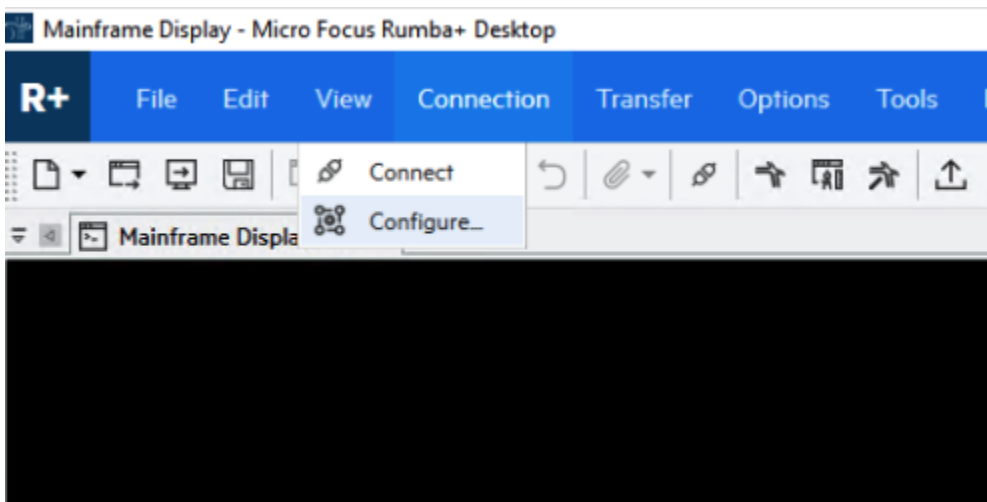 Mainframe Display - Micro Focus Rumba+ Desktop
R+ File Edit View Connection Transfer Options Tools
Connect
Configure...
Mainframe Displa